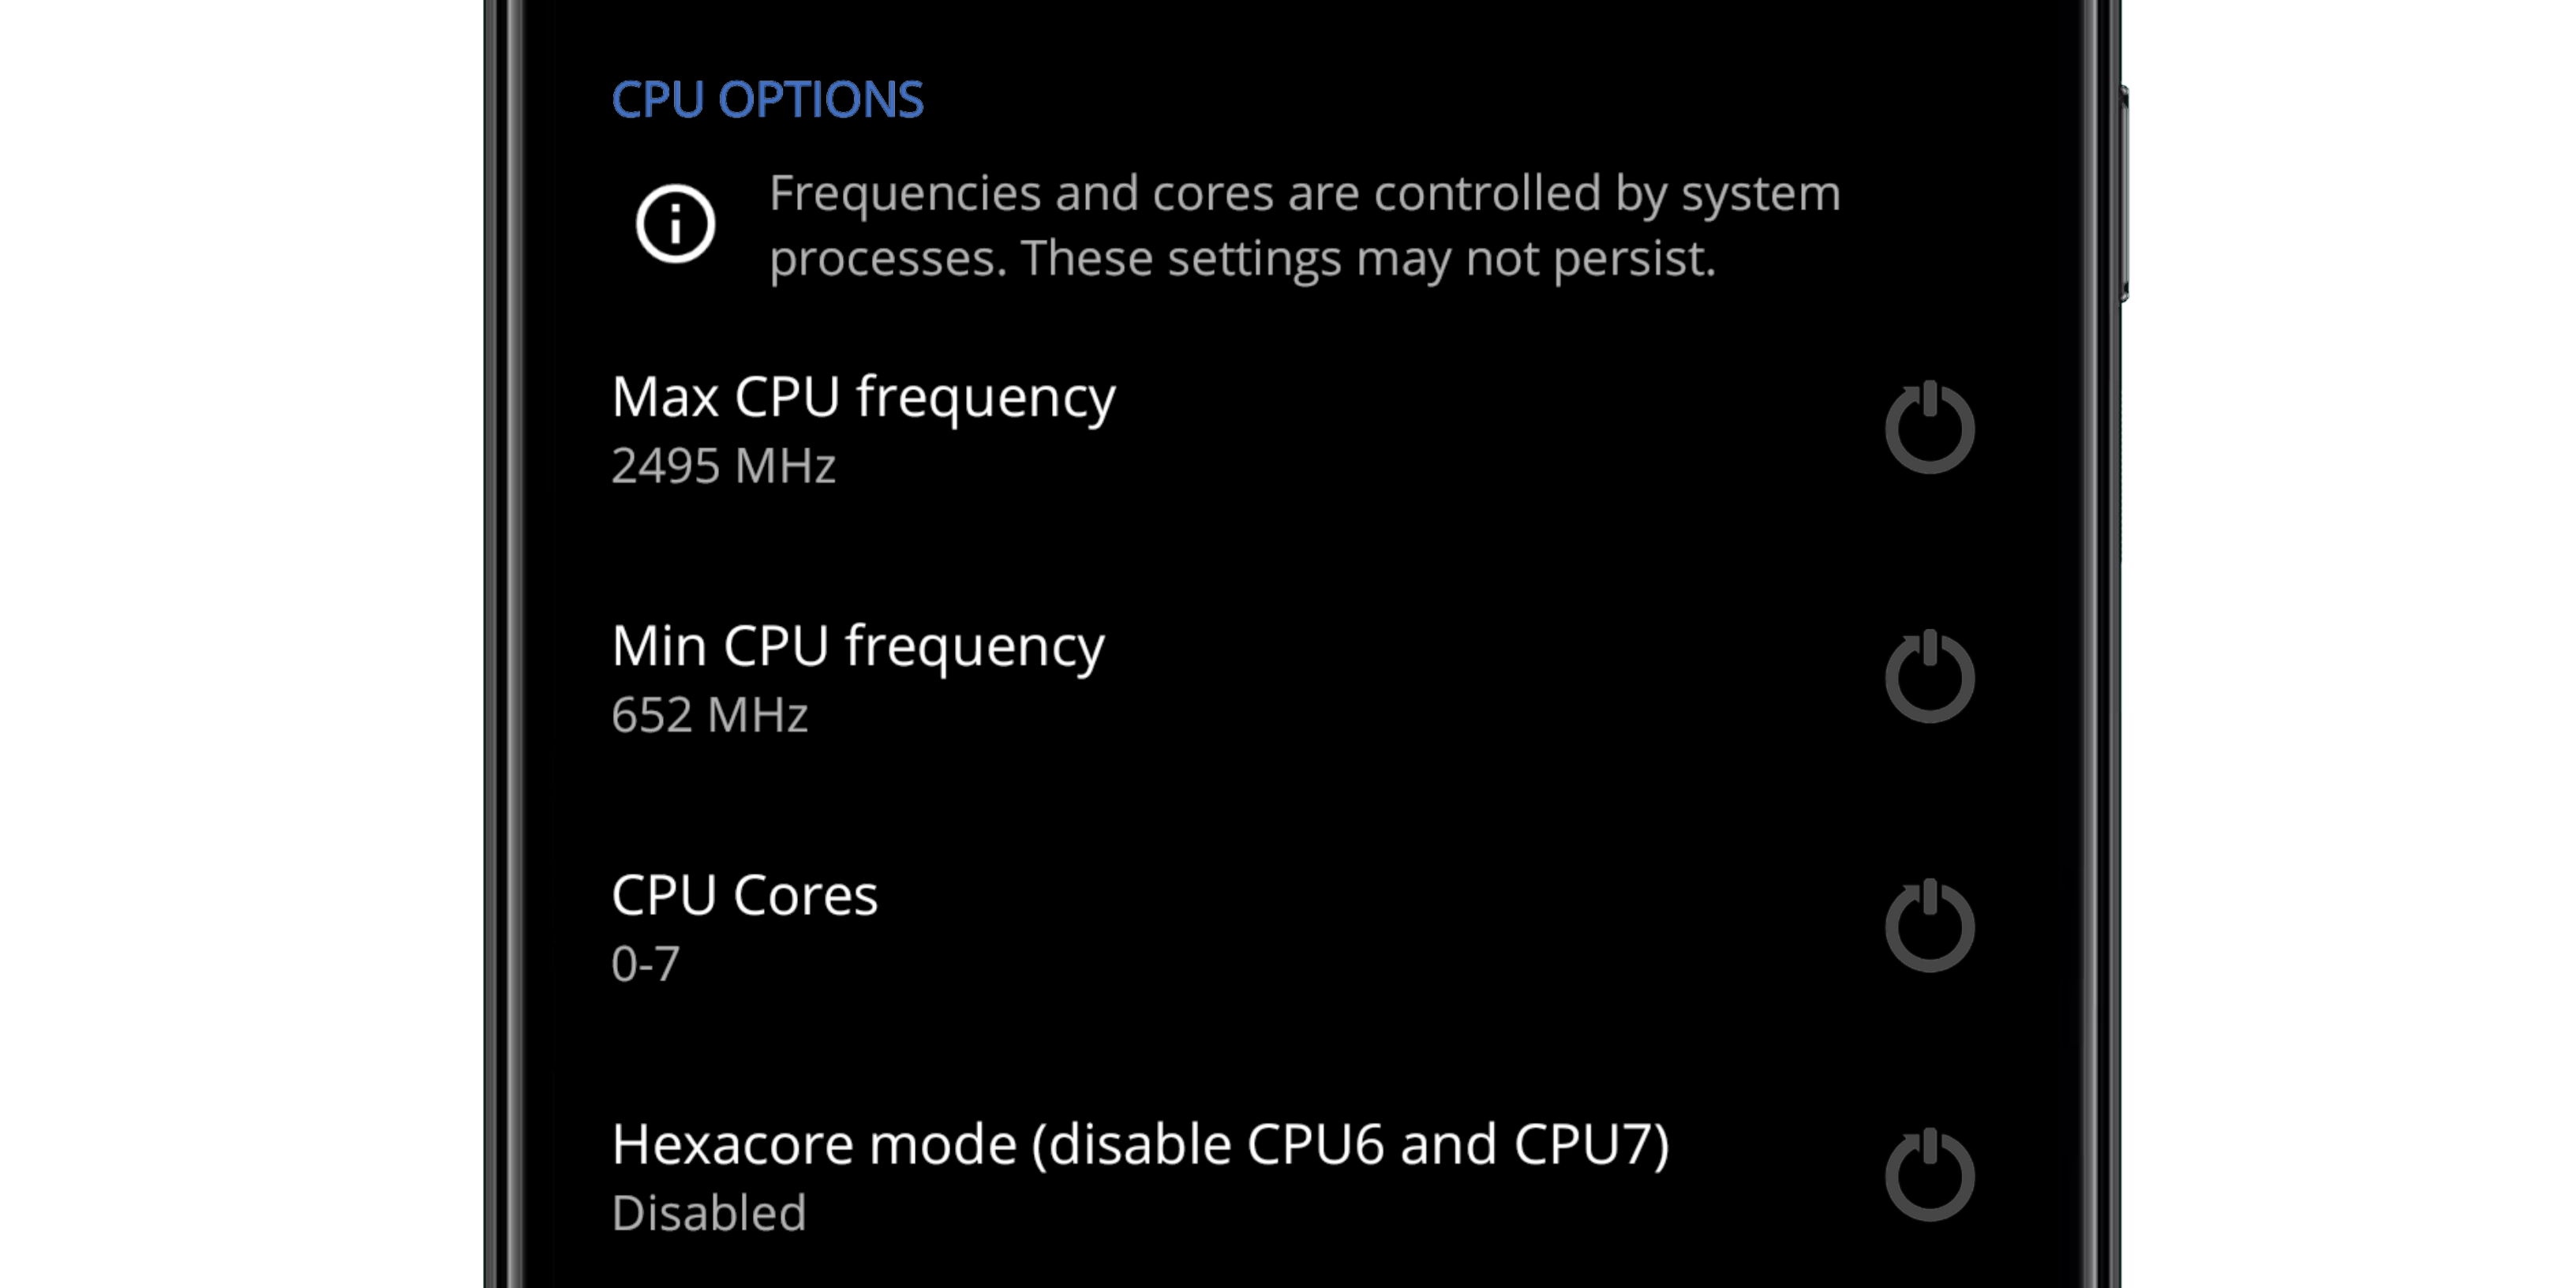 CPU OPTIONS
Frequencies and cores are controlled by system
processes. These settings may not persist.
Max CPU frequency
2495 MHz
Min CPU frequency
652 MHz
CPU Cores
0-7
Hexacore mode (disable CPU6 and CPU7)
Disabled